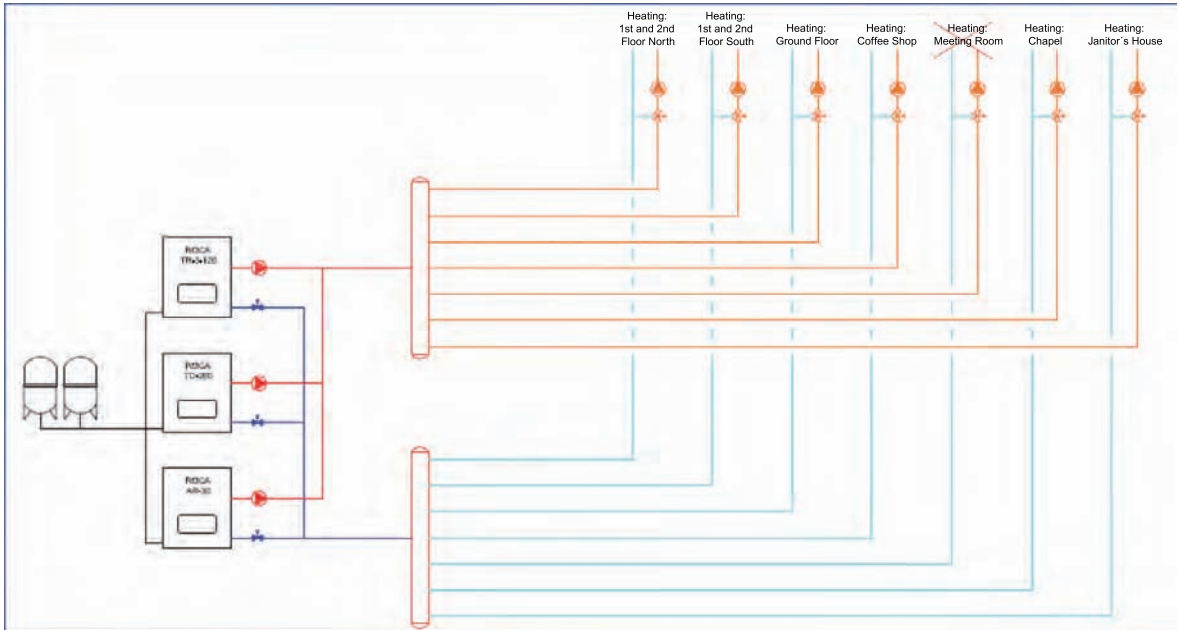 Heating:
1st and 2nd
Floor North
Heating:
1st and 2nd
Floor South
Heating:
Ground Floor
Heating:
Coffee Shop
Heating:
Meeting Room
Heating:
Chapel
Heating:
Janitor´s House
ROCA
ROCA
ROCA